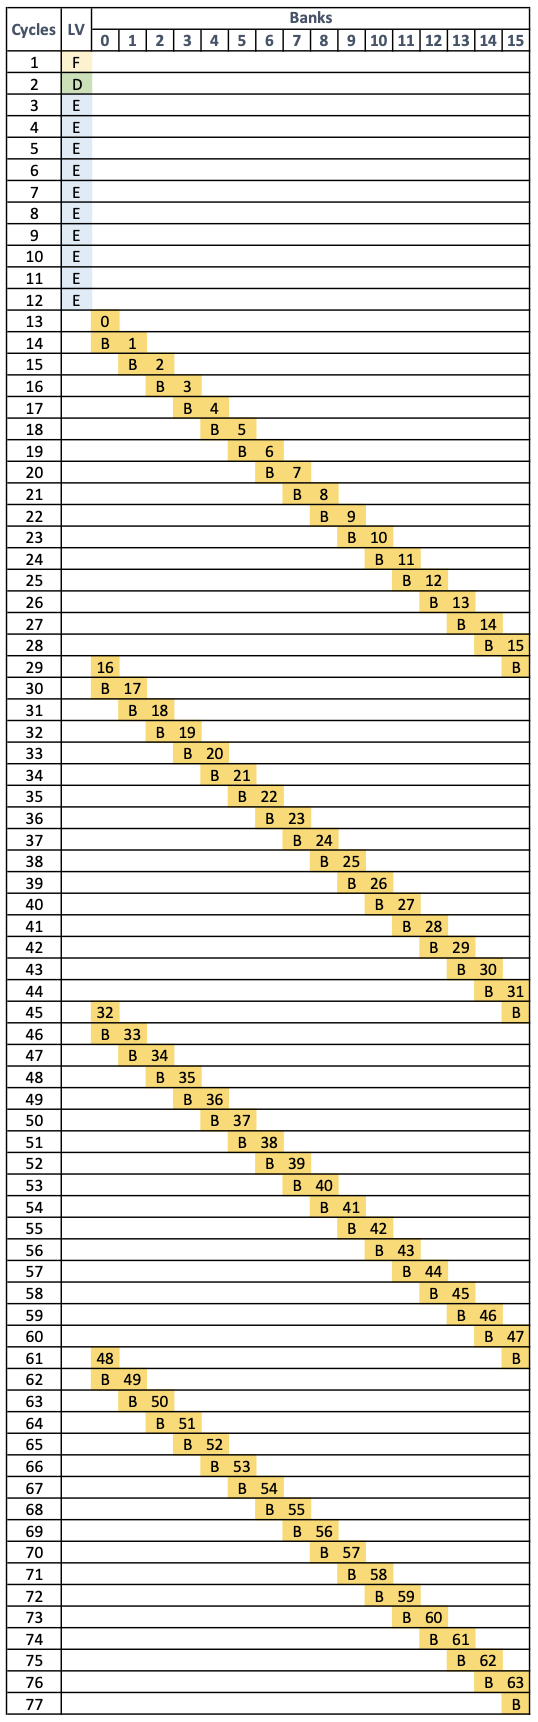 Banks
Cycles LV
0 1 2 3 4 5 6 7 8 9 10 11 12 13 14 15
1 F
2 D
3 E
4 E
5 E
6 E
7 E
8 E
9 E
10 E
11 E
12 E
13 0
14 B 1
15 B 2
16 B 3
17 B 4
18 B 5
19 B 6
20 B 7
21 B 8
22 B 9
23 B 10
24 B 11
25 B 12
26 B 13
27 B 14
28 B 15
29 16 B
30 B 17
31 B 18
32 B 19
33 B 20
34 B 21
35 B 22
36 B 23
37 B 24
38 B 25
39 B 26
40 B 27
41 B 28
42 B 29
43 B 30
44 B 31
45 32 B
46 B 33
47 B 34
48 B 35
49 B 36
50 B 37
51 B 38
52 B 39
53 B 40
54 B 41
55 B 42
56 B 43
57 B 44
58 B 45
59 B 46
60 B 47
61 48 B
62 B 49
63 B 50
64 B 51
65 B 52
66 B 53
67 B 54
68 B 55
69 B 56
70 B 57
71 B 58
72 B 59
73 B 60
74 B 61
75 B 62
76 B 63
77 B